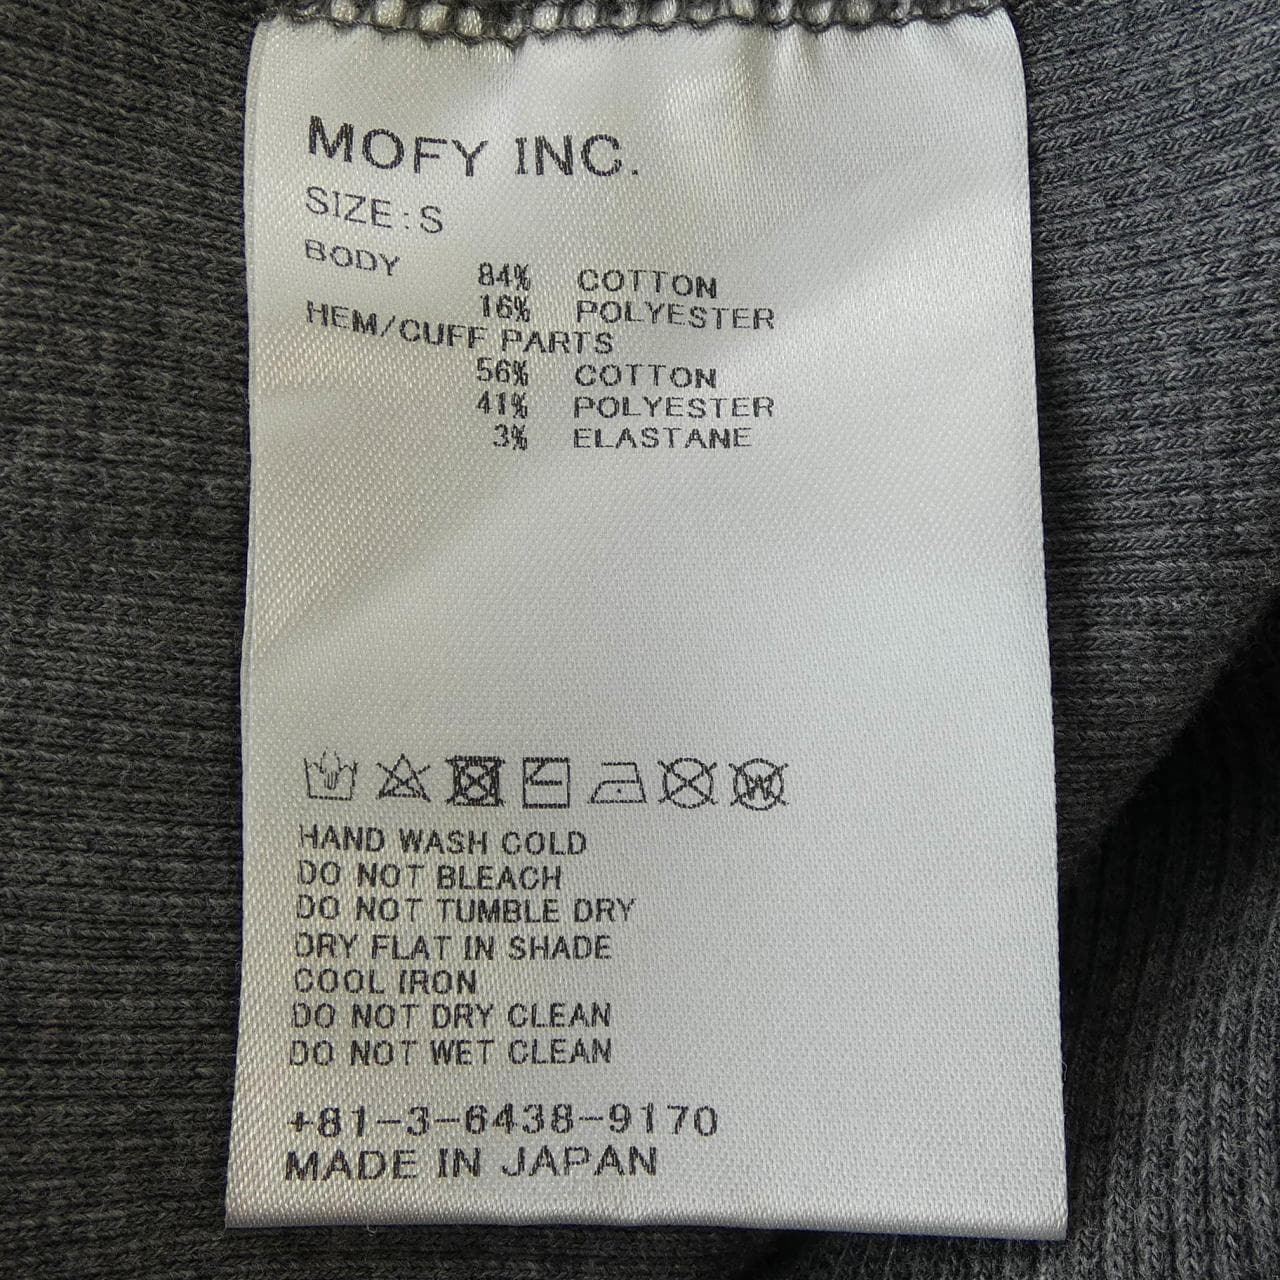 MOFY INC.
SIZE:S
BODY
84% COTTON
16% POLYESTER
HEM/CUFF PARTS
56% COTTON
41% POLYESTER
3% ELASTANE
W
HAND WASH COLD
DO NOT BLEACH
DO NOT TUMBLE DRY
DRY FLAT IN SHADE
COOL IRON
DO NOT DRY CLEAN
DO NOT WET CLEAN
+81-3-6438-9170
MADE IN JAPAN